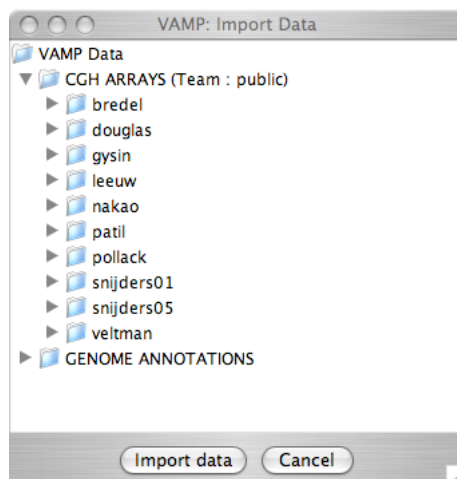 VAMP: Import Data
VAMP Data
CGH ARRAYS (Team : public)
bredel
douglas
gysin
leeuw
nakao
patil
pollack
snijders01
snijders05
veltman
GENOME ANNOTATIONS
Import data Cancel